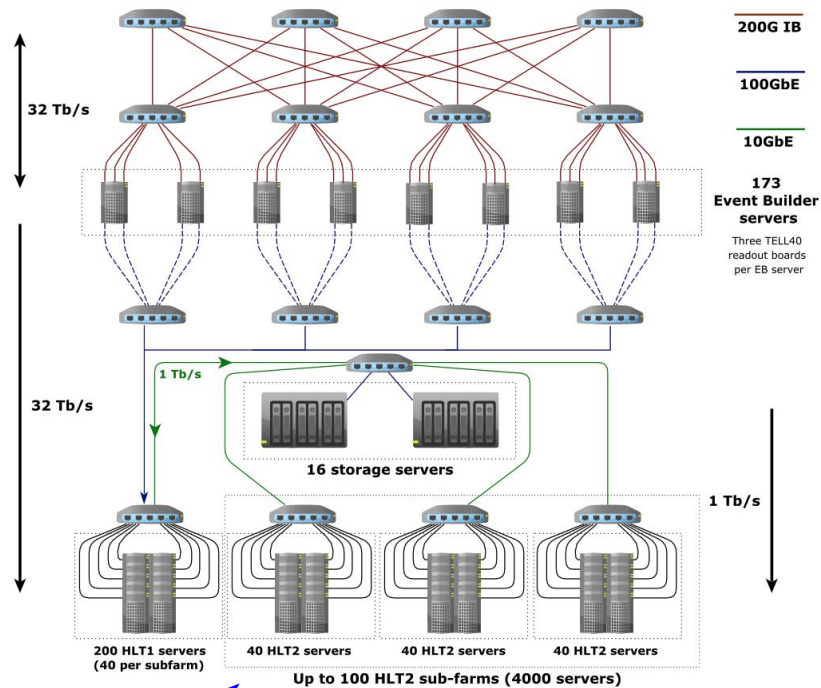 200G IB
32 Tb/s
100GbE
10GbE
173
Event Builder
servers
Three TELL40
readout boards
per EB server
1 Tb/s
32 Tb/s
16 storage servers
1 Tb/s
200 HLT1 servers
(40 per subfarm)
40 HLT2 servers
40 HLT2 servers
40 HLT2 servers
Up to 100 HLT2 sub-farms (4000 servers)